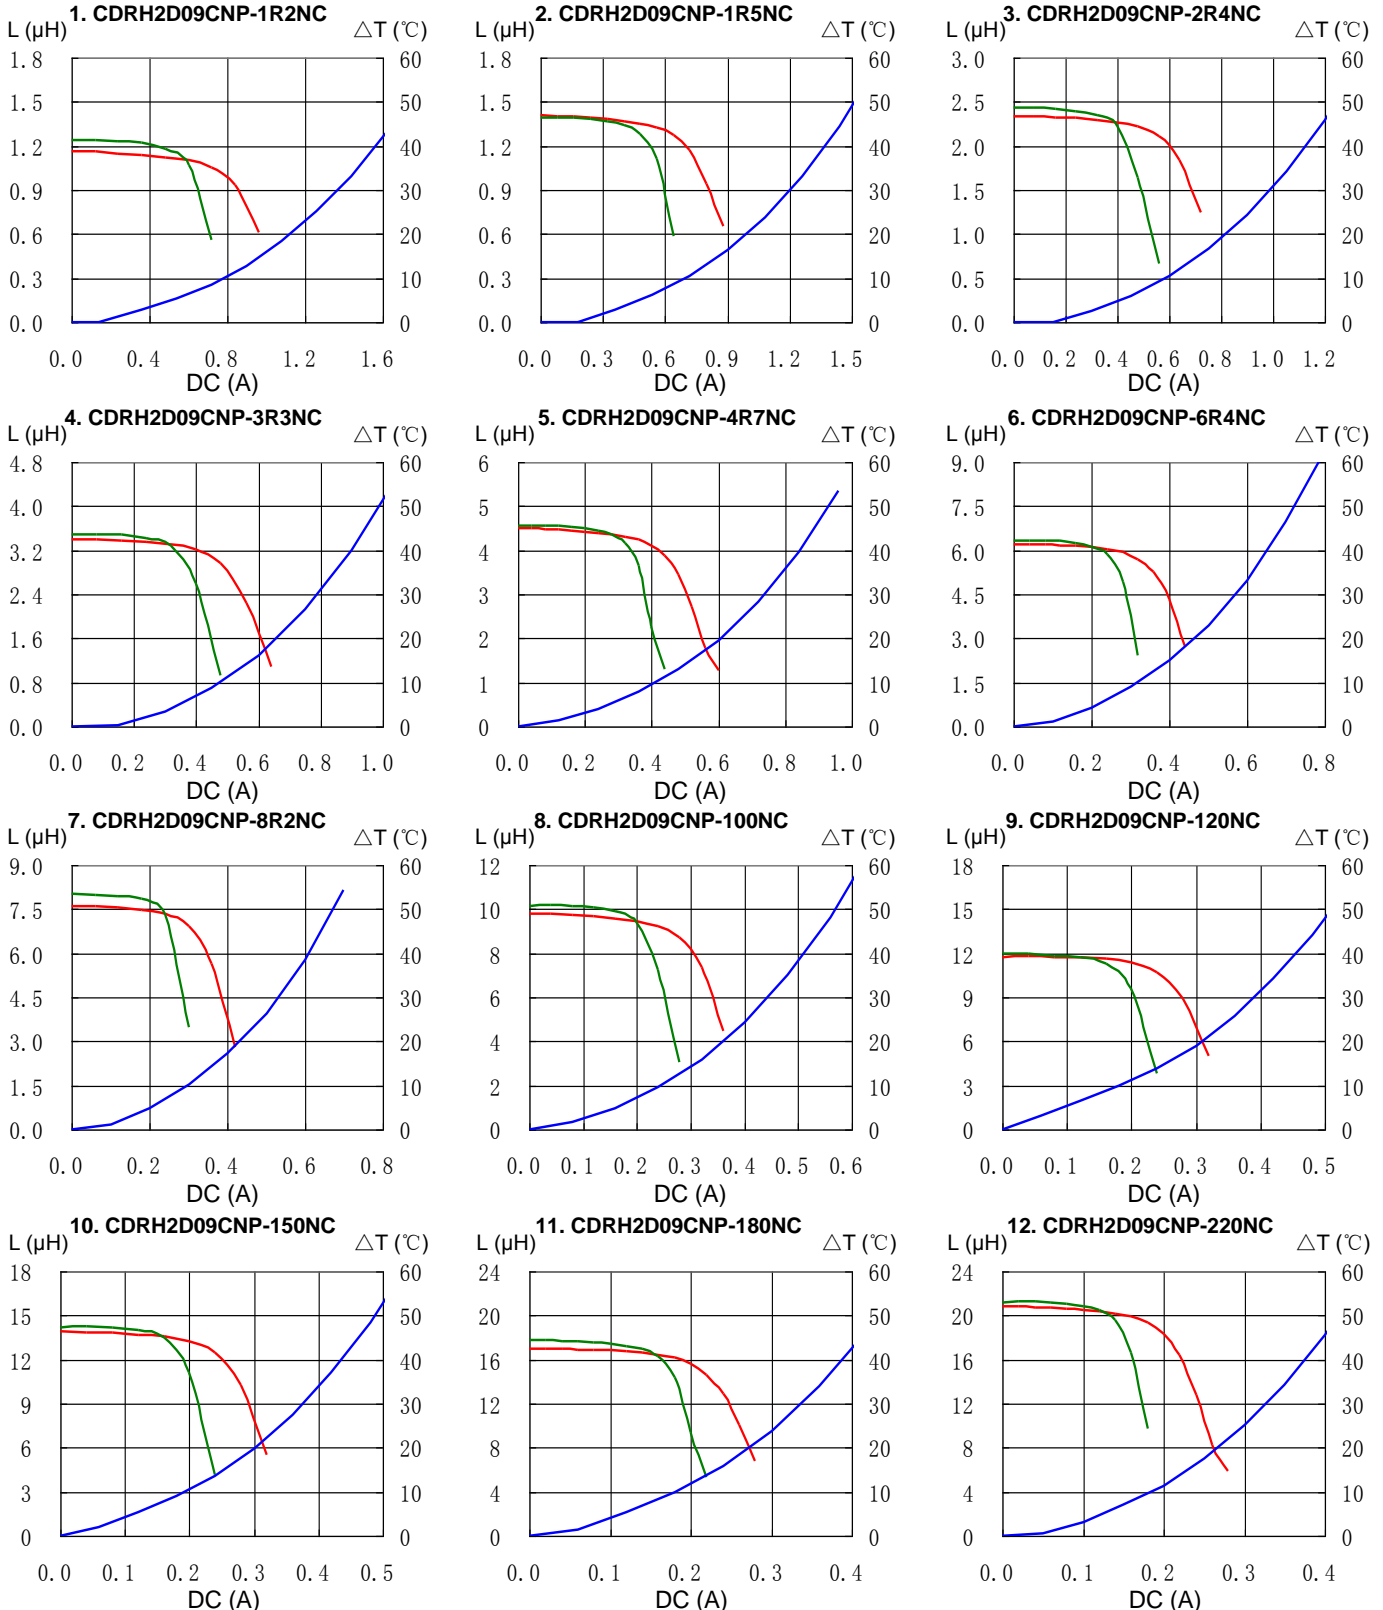 1. CDRH2D09CNP-1R2NC
L (µH) △T (℃)
1.8 60
1.5 50
1.2 40
0.9 30
0.6 20
0.3 10
0.0 0
0.0 0.4 0.8 1.2 1.6
DC (A)
2. CDRH2D09CNP-1R5NC
L (µH) △T (℃)
1.8 60
1.5 50
1.2 40
0.9 30
0.6 20
0.3 10
0.0 0
0.0 0.3 0.6 0.9 1.2 1.5
DC (A)
3. CDRH2D09CNP-2R4NC
L (µH) △T (℃)
3.0 60
2.5 50
2.0 40
1.5 30
1.0 20
0.5 10
0.0 0
0.0 0.2 0.4 0.6 0.8 1.0 1.2
DC (A)
4. CDRH2D09CNP-3R3NC
L (µH) △T (℃)
4.8 60
4.0 50
3.2 40
2.4 30
1.6 20
0.8 10
0.0 0
0.0 0.2 0.4 0.6 0.8 1.0
DC (A)
5. CDRH2D09CNP-4R7NC
L (µH) △T (℃)
6 60
5 50
4 40
3 30
2 20
1 10
0 0
0.0 0.2 0.4 0.6 0.8 1.0
DC (A)
6. CDRH2D09CNP-6R4NC
L (µH) △T (℃)
9.0 60
7.5 50
6.0 40
4.5 30
3.0 20
1.5 10
0.0 0
0.0 0.2 0.4 0.6 0.8
DC (A)
7. CDRH2D09CNP-8R2NC
L (µH) △T (℃)
9.0 60
7.5 50
6.0 40
4.5 30
3.0 20
1.5 10
0.0 0
0.0 0.2 0.4 0.6 0.8
DC (A)
8. CDRH2D09CNP-100NC
L (µH) △T (℃)
12 60
10 50
8 40
6 30
4 20
2 10
0 0
0.0 0.1 0.2 0.3 0.4 0.5 0.6
DC (A)
9. CDRH2D09CNP-120NC
L (µH) △T (℃)
18 60
15 50
12 40
9 30
6 20
3 10
0 0
0.0 0.1 0.2 0.3 0.4 0.5
DC (A)
10. CDRH2D09CNP-150NC
L (µH) △T (℃)
18 60
15 50
12 40
9 30
6 20
3 10
0 0
0.0 0.1 0.2 0.3 0.4 0.5
DC (A)
11. CDRH2D09CNP-180NC
L (µH) △T (℃)
24 60
20 50
16 40
12 30
8 20
4 10
0 0
0.0 0.1 0.2 0.3 0.4
DC (A)
12. CDRH2D09CNP-220NC
L (µH) △T (℃)
24 60
20 50
16 40
12 30
8 20
4 10
0 0
0.0 0.1 0.2 0.3 0.4
DC (A)